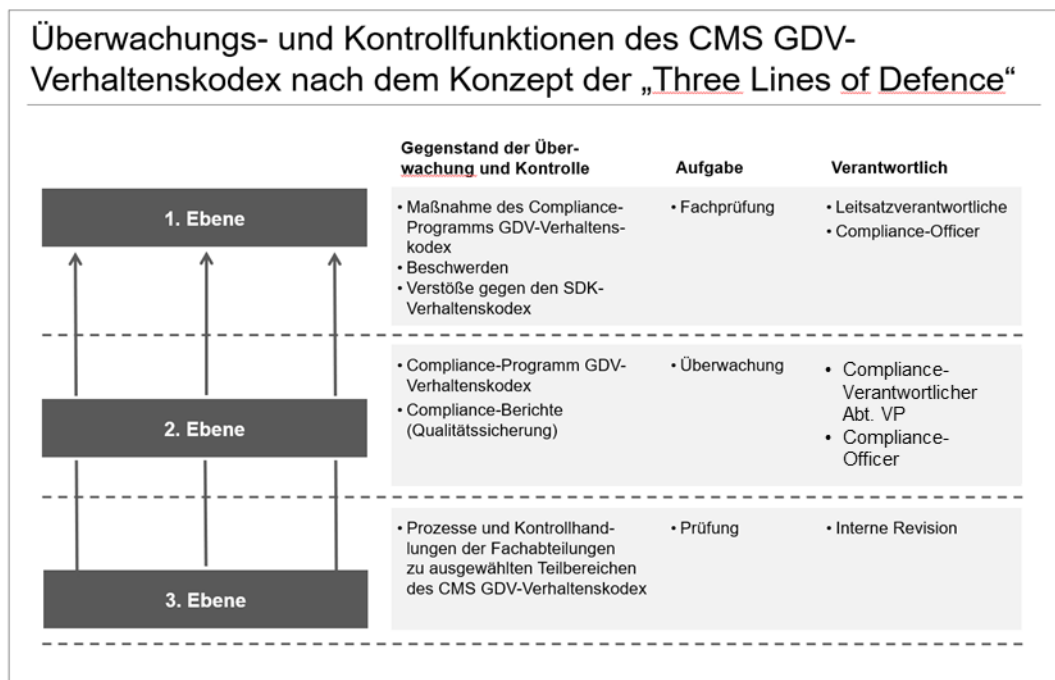 Überwachungs- und Kontrollfunktionen des CMS GDV-
Verhaltenskodex nach dem Konzept der „Three Lines of Defence“
Gegenstand der Über-
wachung und Kontrolle
Aufgabe
Verantwortlich
1. Ebene
• Maßnahme des Compliance-
Programms GDV-Verhaltens-
kodex
• Beschwerden
• Verstöße gegen den SDK-
Verhaltenskodex
• Fachprüfung
• Leitsatzverantwortliche
• Compliance-Officer
2. Ebene
• Compliance-Programm GDV-
Verhaltenskodex
• Compliance-Berichte
(Qualitätssicherung)
• Überwachung
• Compliance-
Verantwortlicher
Abt. VP
• Compliance-
Officer
3. Ebene
• Prozesse und Kontrollhand-
lungen der Fachabteilungen
zu ausgewählten Teilbereichen
des CMS GDV-Verhaltenskodex
• Prüfung
• Interne Revision